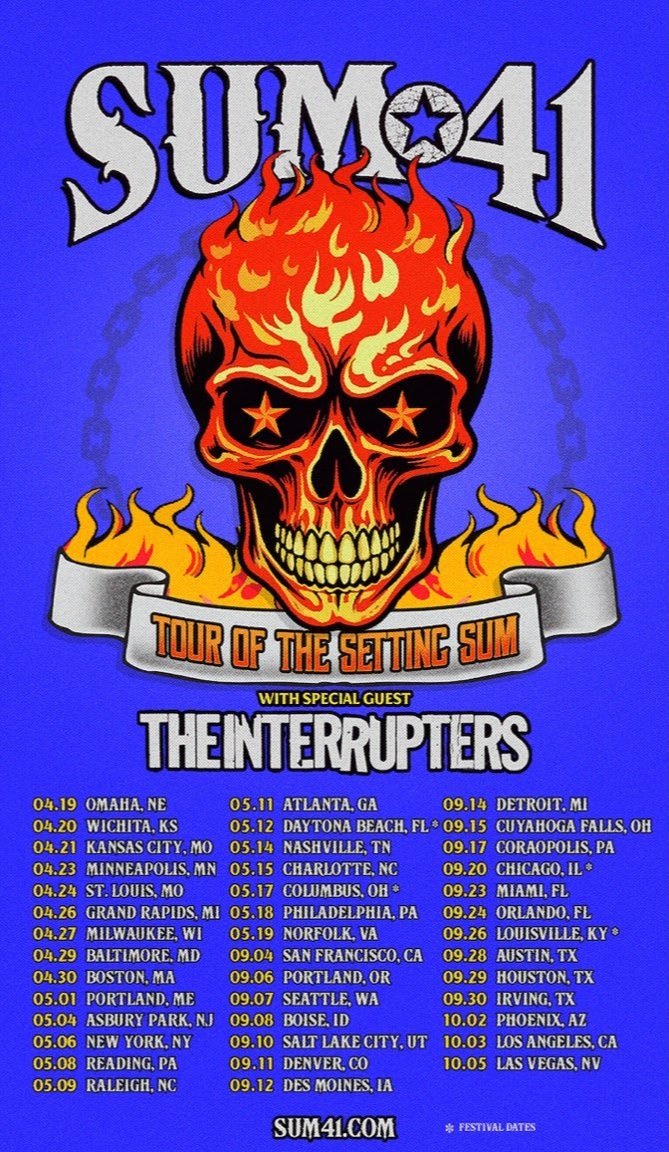 SUM 41
TOUR OF THE SETTING SUM
WITH SPECIAL GUEST
THE INTERRUPTERS
04.19 OMAHA, NE
04.20 WICHITA, KS
04.21 KANSAS CITY, MO
04.23 MINNEAPOLIS, MN
04.24 ST. LOUIS, MO
04.26 GRAND RAPIDS, MI
04.27 MILWAUKEE, WI
04.29 BALTIMORE, MD
04.30 BOSTON, MA
05.01 PORTLAND, ME
05.04 ASBURY PARK, NJ
05.06 NEW YORK, NY
05.08 READING, PA
05.09 RALEIGH, NC
05.11 ATLANTA, GA
05.12 DAYTONA BEACH, FL *
05.14 NASHVILLE, TN
05.15 CHARLOTTE, NC
05.17 COLUMBUS, OH *
05.18 PHILADELPHIA, PA
05.19 NORFOLK, VA
09.04 SAN FRANCISCO, CA
09.06 PORTLAND, OR
09.07 SEATTLE, WA
09.08 BOISE, ID
09.10 SALT LAKE CITY, UT
09.11 DENVER, CO
09.12 DES MOINES, IA
09.14 DETROIT, MI
09.15 CUYAHOGA FALLS, OH
09.17 CORAOPOLIS, PA
09.20 CHICAGO, IL *
09.23 MIAMI, FL
09.24 ORLANDO, FL
09.26 LOUISVILLE, KY *
09.28 AUSTIN, TX
09.29 HOUSTON, TX
09.30 IRVING, TX
10.02 PHOENIX, AZ
10.03 LOS ANGELES, CA
10.05 LAS VEGAS, NV
SUM41.COM
* FESTIVAL DATES